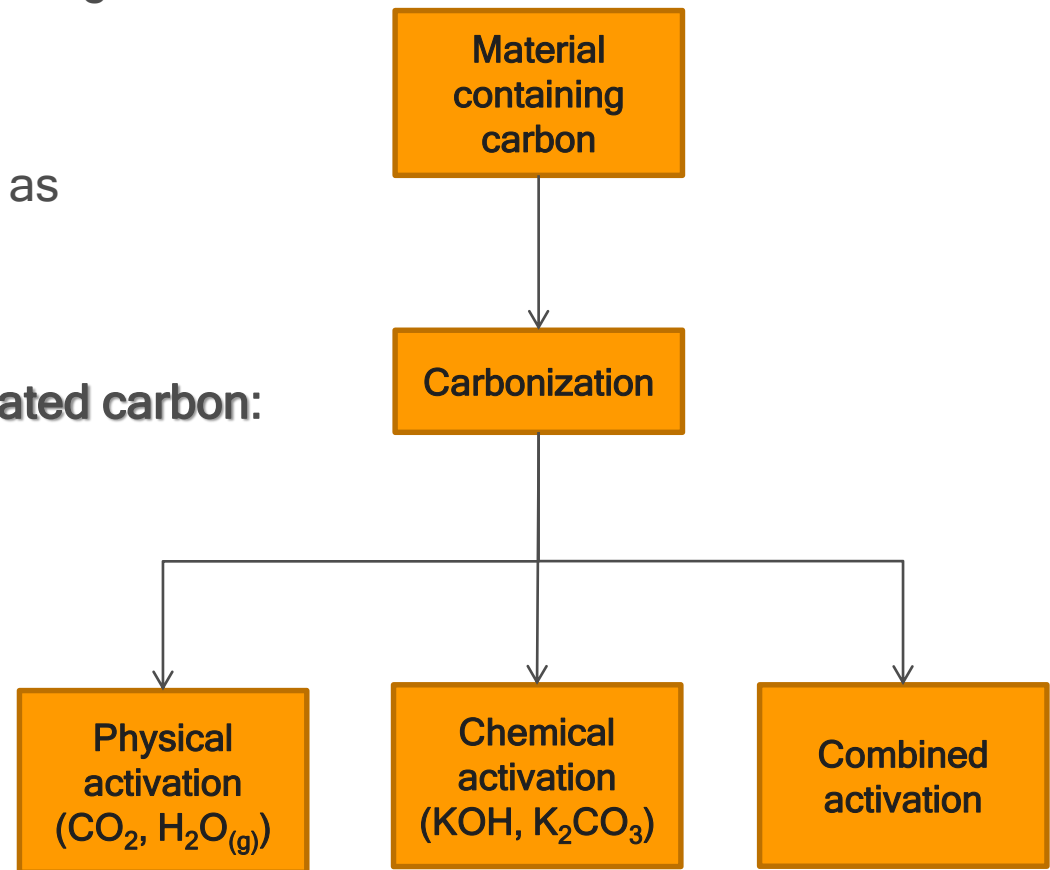 Material
containing
carbon
as
Carbonization
ated carbon:
Physical
activation
(CO₂, H₂O₍g₎)
Chemical
activation
(KOH, K₂CO₃)
Combined
activation